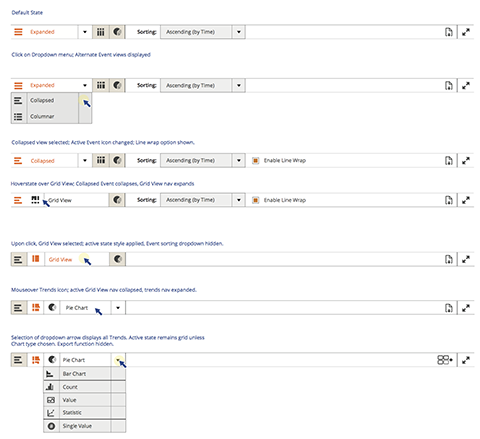 Default State
Expanded Sorting: Ascending (by Time)
Click on Dropdown menu; Alternate Event views displayed
Expanded Sorting: Ascending (by Time)
Collapsed
Columnar
Collapsed view selected; Active Event icon changed; Line wrap option shown.
Collapsed Sorting: Ascending (by Time) Enable Line Wrap
Hoverstate over Grid View; Collapsed Event collapses, Grid View nav expands
Grid View Sorting: Ascending (by Time) Enable Line Wrap
Upon click, Grid View selected; active state style applied, Event sorting dropdown hidden.
Grid View
Mouseover Trends icon; active Grid View nav collapsed, trends nav expanded.
Pie Chart
Selection of dropdown arrow displays all Trends. Active state remains grid unless
Chart type chosen. Export function hidden.
Pie Chart
Bar Chart
Count
Value
Statistic
Single Value